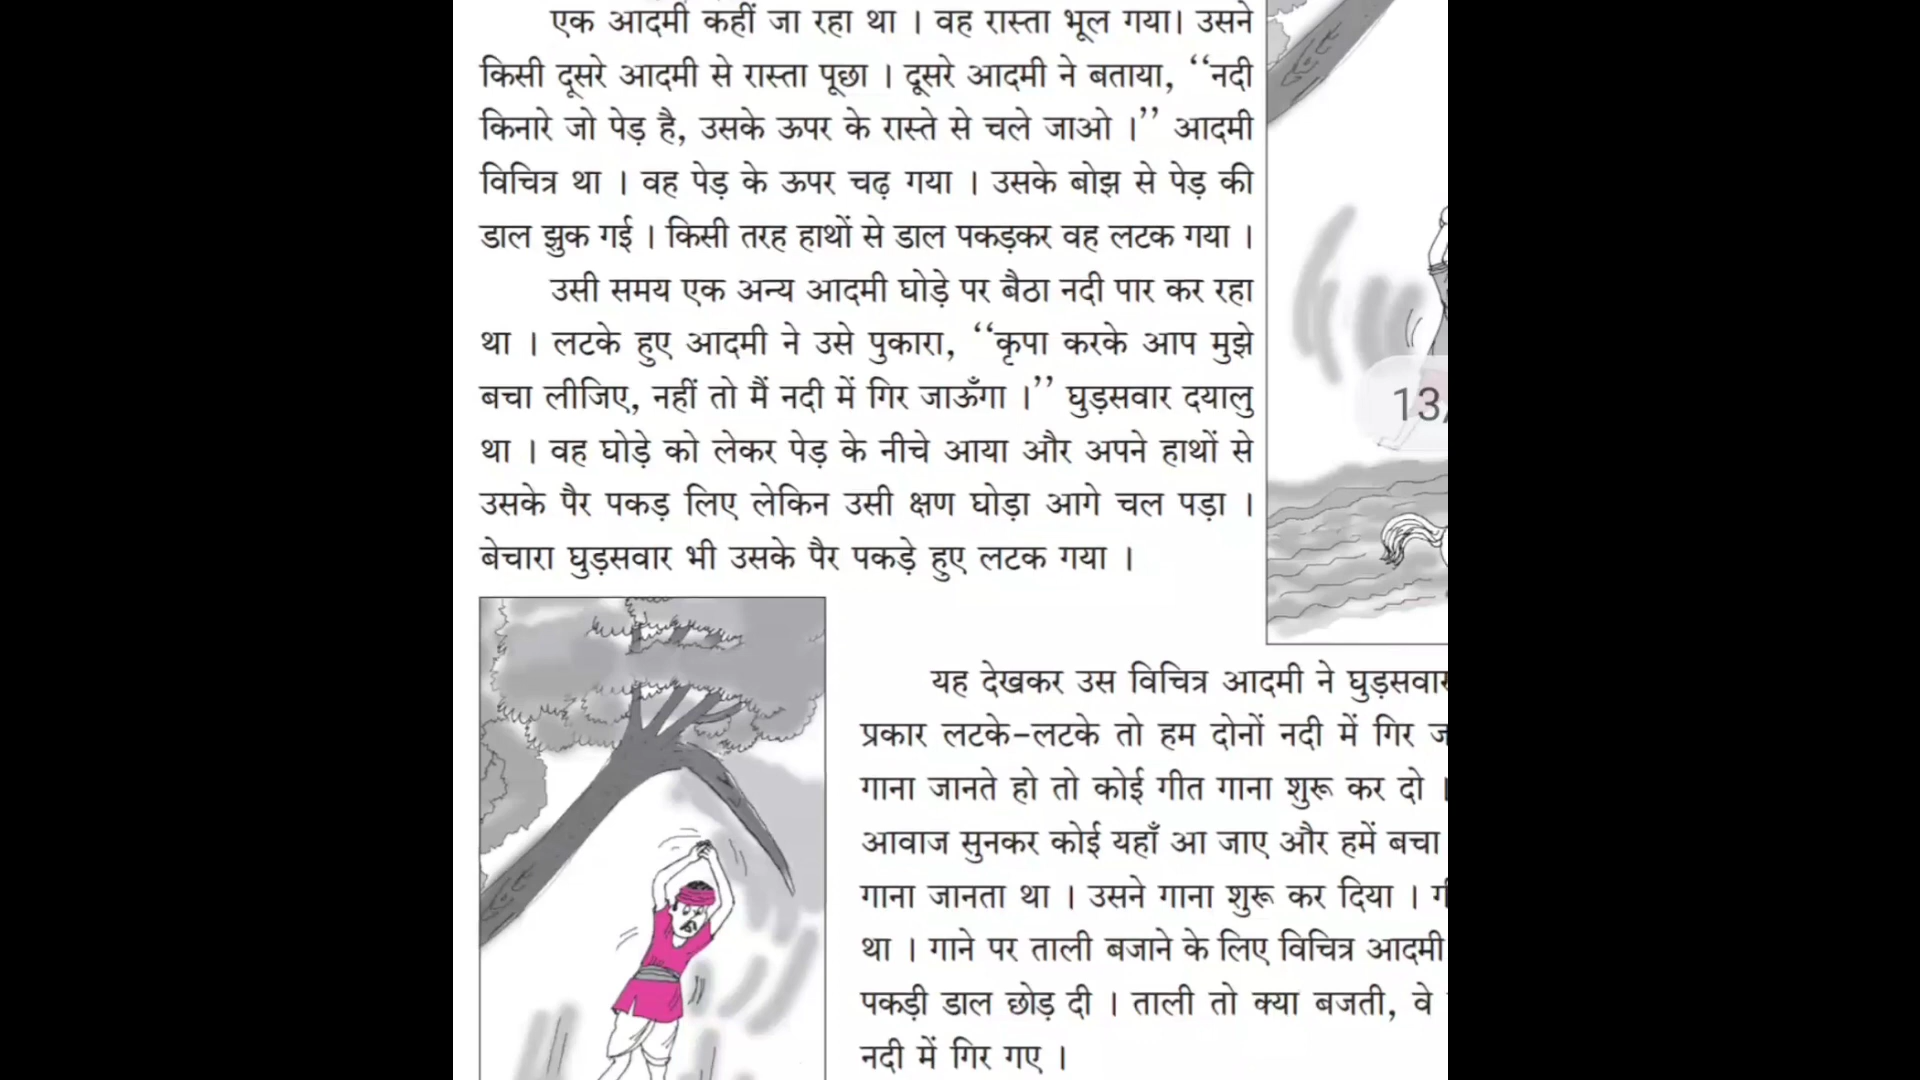 एक आदमी कहीं जा रहा था । वह रास्ता भूल गया। उसने
किसी दूसरे आदमी से रास्ता पूछा । दूसरे आदमी ने बताया, ‘‘नदी
किनारे जो पेड़ है, उसके ऊपर के रास्ते से चले जाओ ।’’ आदमी
विचित्र था । वह पेड़ के ऊपर चढ़ गया । उसके बोझ से पेड़ की
डाल झुक गई । किसी तरह हाथों से डाल पकड़कर वह लटक गया ।
उसी समय एक अन्य आदमी घोड़े पर बैठा नदी पार कर रहा
था । लटके हुए आदमी ने उसे पुकारा, ‘‘कृपा करके आप मुझे
बचा लीजिए, नहीं तो मैं नदी में गिर जाऊँगा ।’’ घुड़सवार दयालु
था । वह घोड़े को लेकर पेड़ के नीचे आया और अपने हाथों से
उसके पैर पकड़ लिए लेकिन उसी क्षण घोड़ा आगे चल पड़ा ।
बेचारा घुड़सवार भी उसके पैर पकड़े हुए लटक गया ।
13/
यह देखकर उस विचित्र आदमी ने घुड़सवार
प्रकार लटके-लटके तो हम दोनों नदी में गिर
गाना जानते हो तो कोई गीत गाना शुरू कर दो ।
आवाज सुनकर कोई यहाँ आ जाए और हमें बचा
गाना जानता था । उसने गाना शुरू कर दिया ।
था । गाने पर ताली बजाने के लिए विचित्र आदमी
पकड़ी डाल छोड़ दी । ताली तो क्या बजती, वे
नदी में गिर गए ।